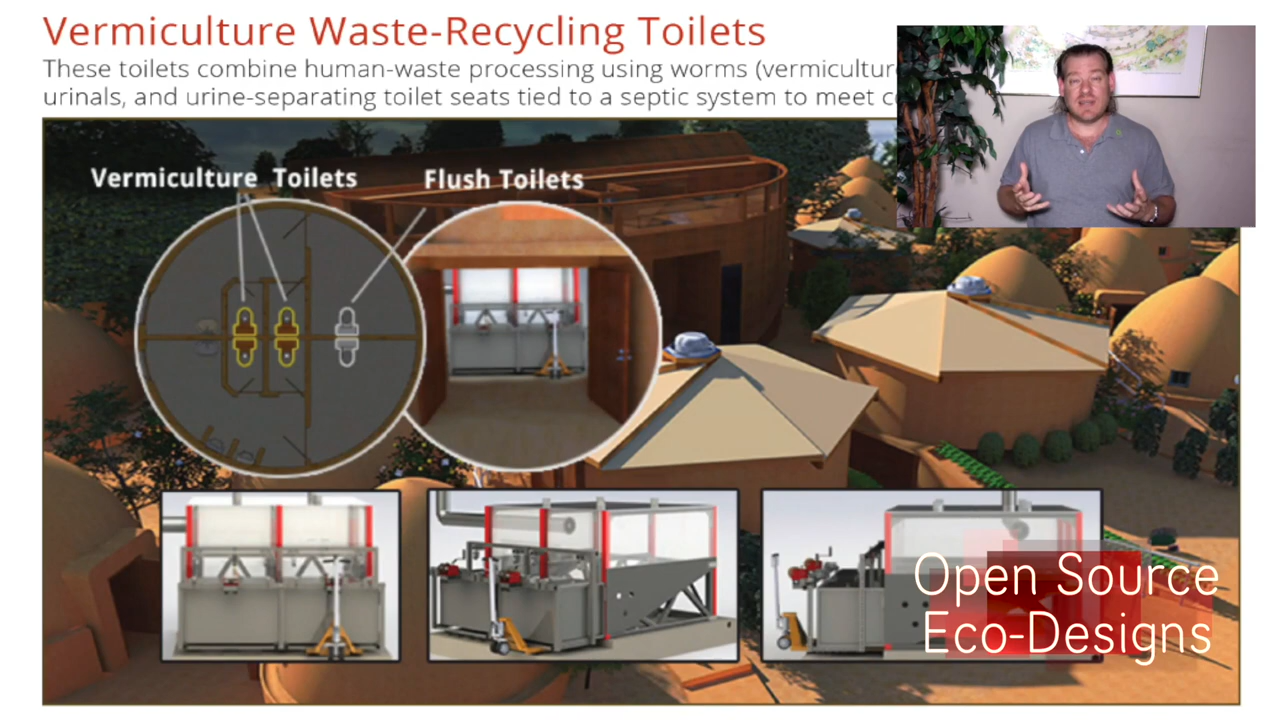 Vermiculture Waste-Recycling Toilets
These toilets combine human-waste processing using worms (vermiculture
urinals, and urine-separating toilet seats tied to a septic system to meet
Vermiculture Toilets
Flush Toilets
Open Source
Eco-Designs